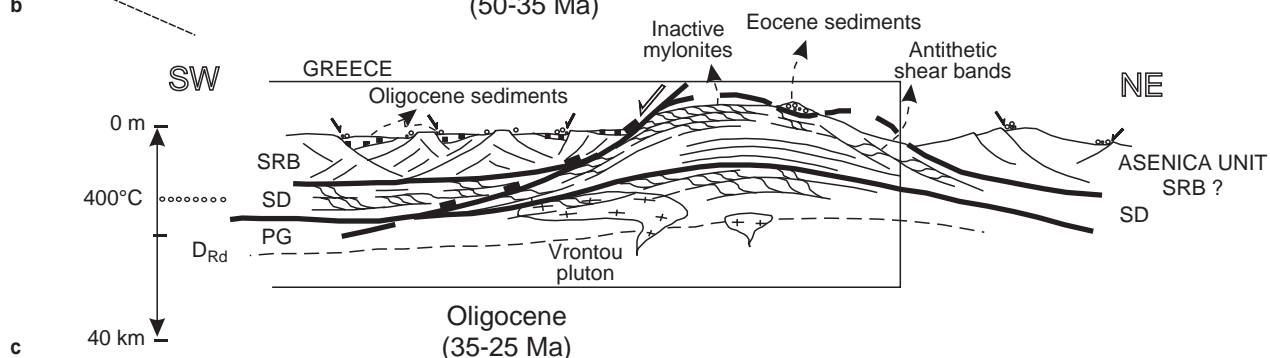 b
(50-35 Ma)
Inactive
mylonites
Eocene sediments
Antithetic
shear bands
SW
GREECE
NE
Oligocene sediments
0 m
SRB
ASENICA UNIT
SRB ?
400°C
SD
SD
PG
DRd
Vrontou
pluton
Oligocene
40 km
(35-25 Ma)
c